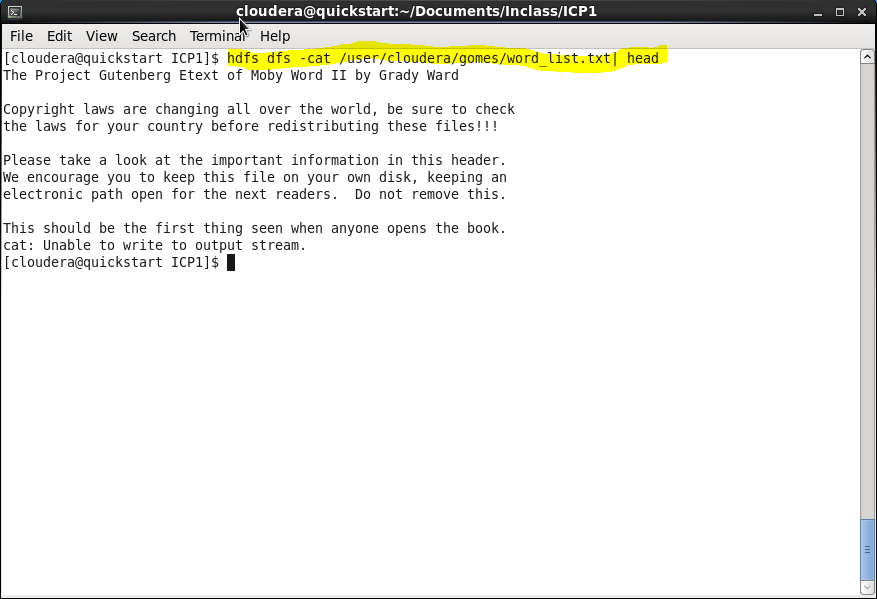 cloudera@quickstart:~/Documents/Inclass/ICP1
File Edit View Search Terminal Help
[cloudera@quickstart ICP1]$ hdfs dfs -cat /user/cloudera/gomes/word_list.txt| head
The Project Gutenberg Etext of Moby Word II by Grady Ward
Copyright laws are changing all over the world, be sure to check
the laws for your country before redistributing these files!!!
Please take a look at the important information in this header.
We encourage you to keep this file on your own disk, keeping an
electronic path open for the next readers.  Do not remove this.
This should be the first thing seen when anyone opens the book.
cat: Unable to write to output stream.
[cloudera@quickstart ICP1]$